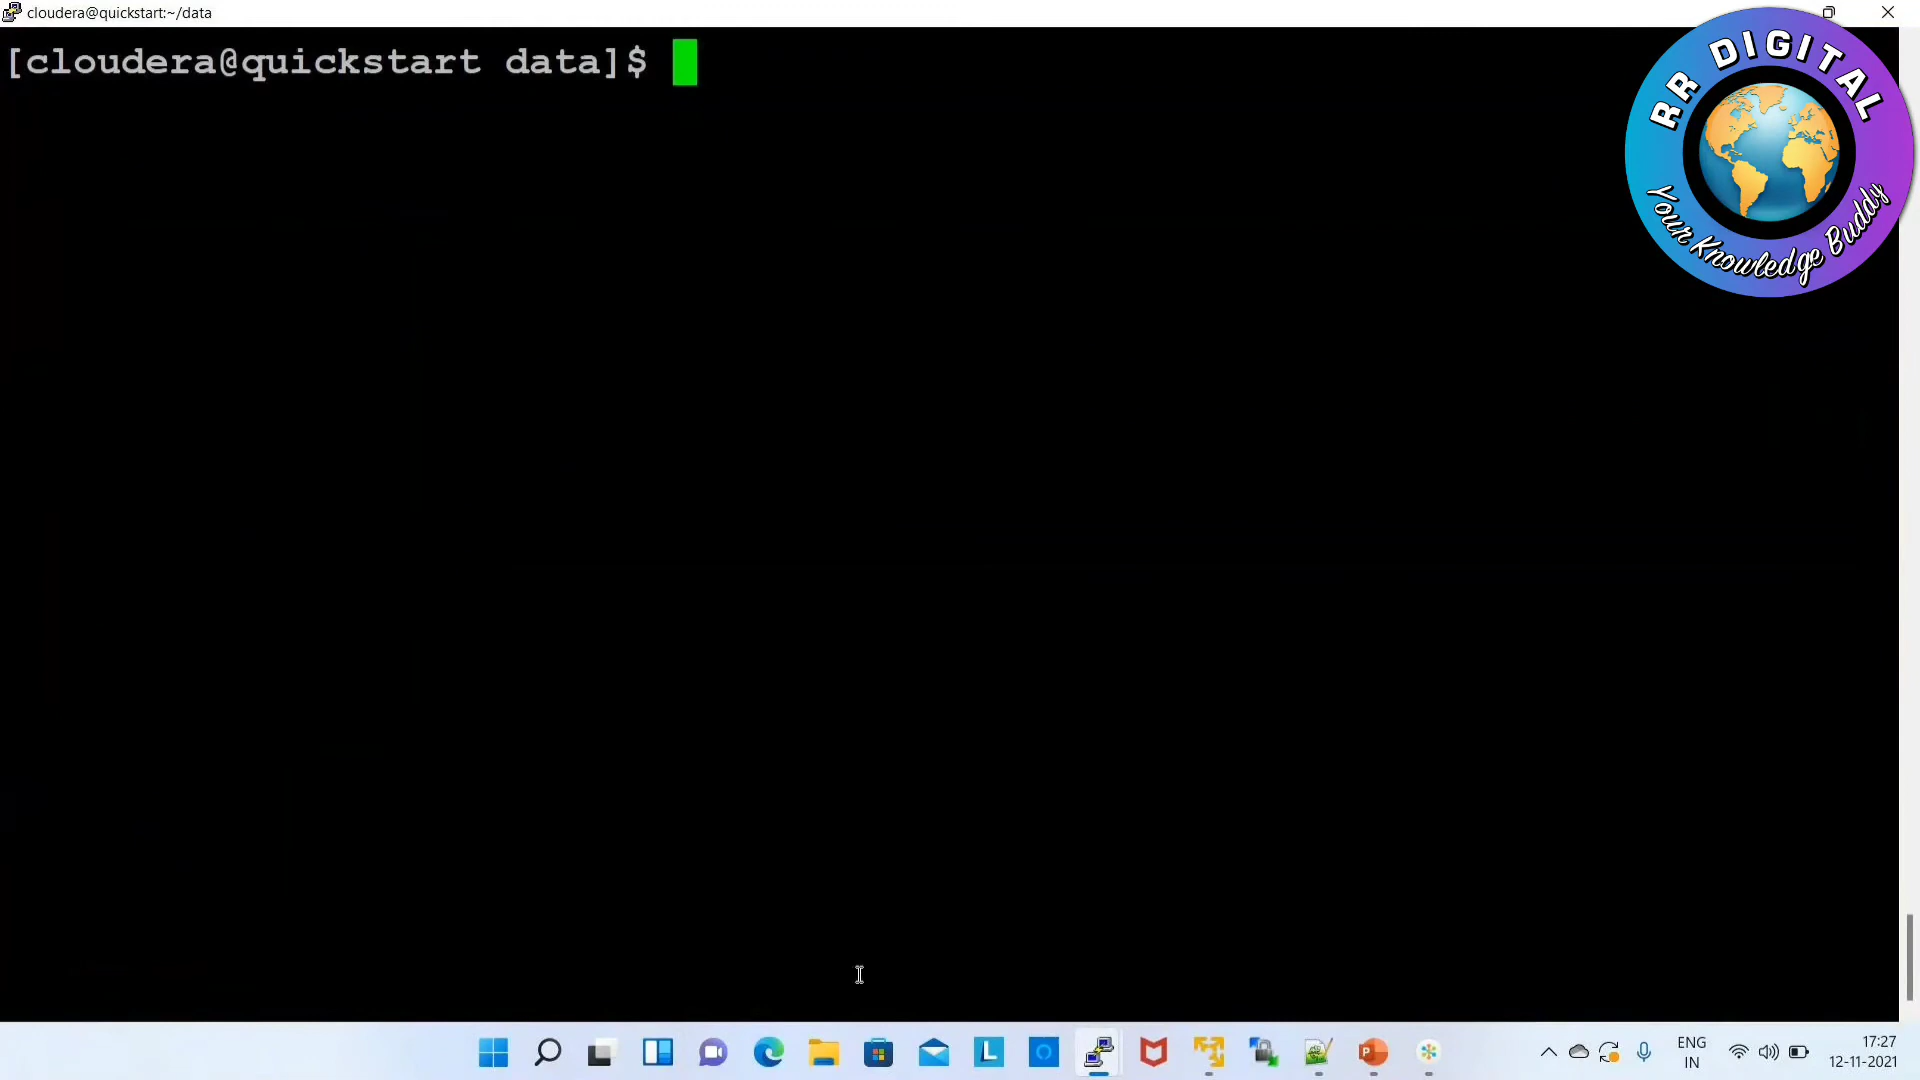 cloudera@quickstart:~/data
[cloudera@quickstart data]$
RR DIGITAL
Your Knowledge Buddy
ENG
IN
17:27
12-11-2021